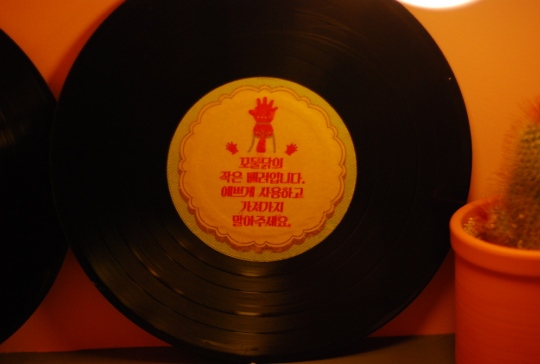 꼬동닭의
작은 배려입니다.
예쁘게 사용하고
가져가지
말아주세요.